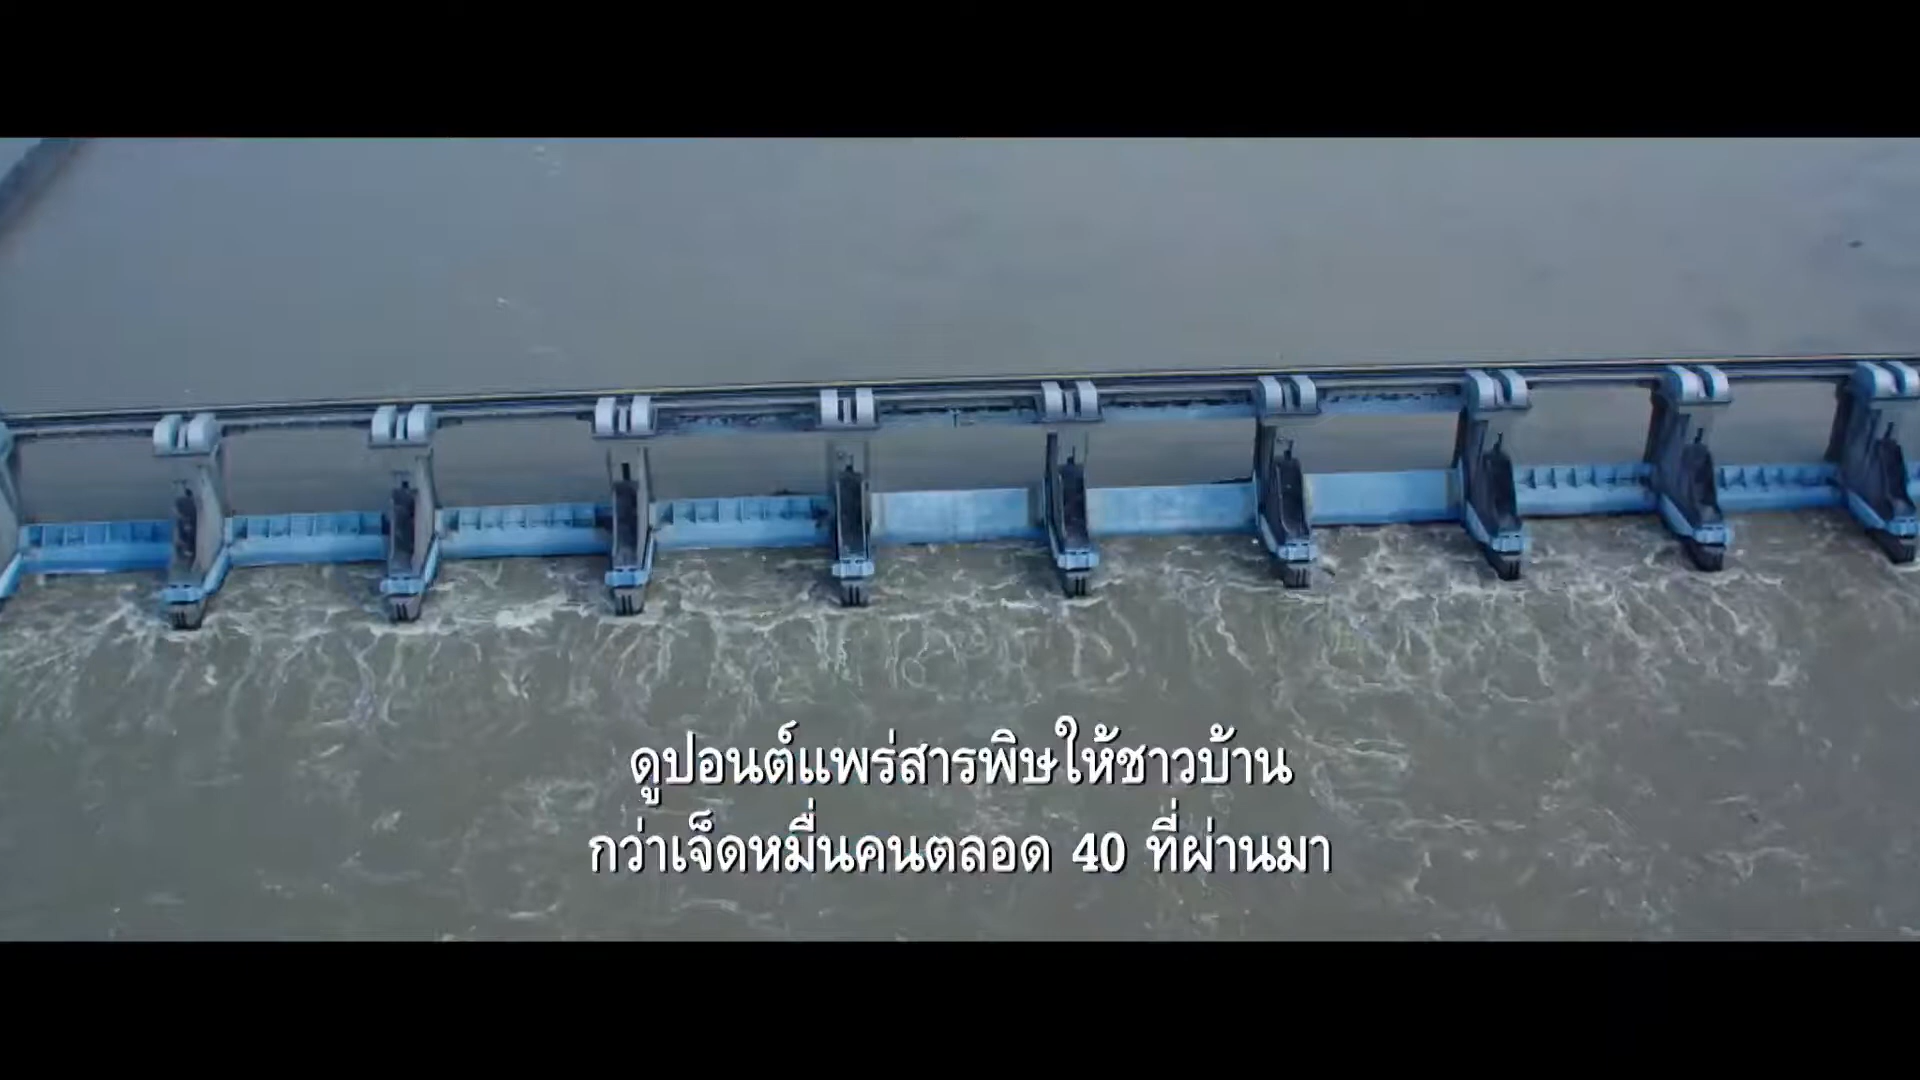 ดูปอนต์แพร่สารพิษให้ชาวบ้าน
กว่าเจ็ดหมื่นคนตลอด 40 ที่ผ่านมา